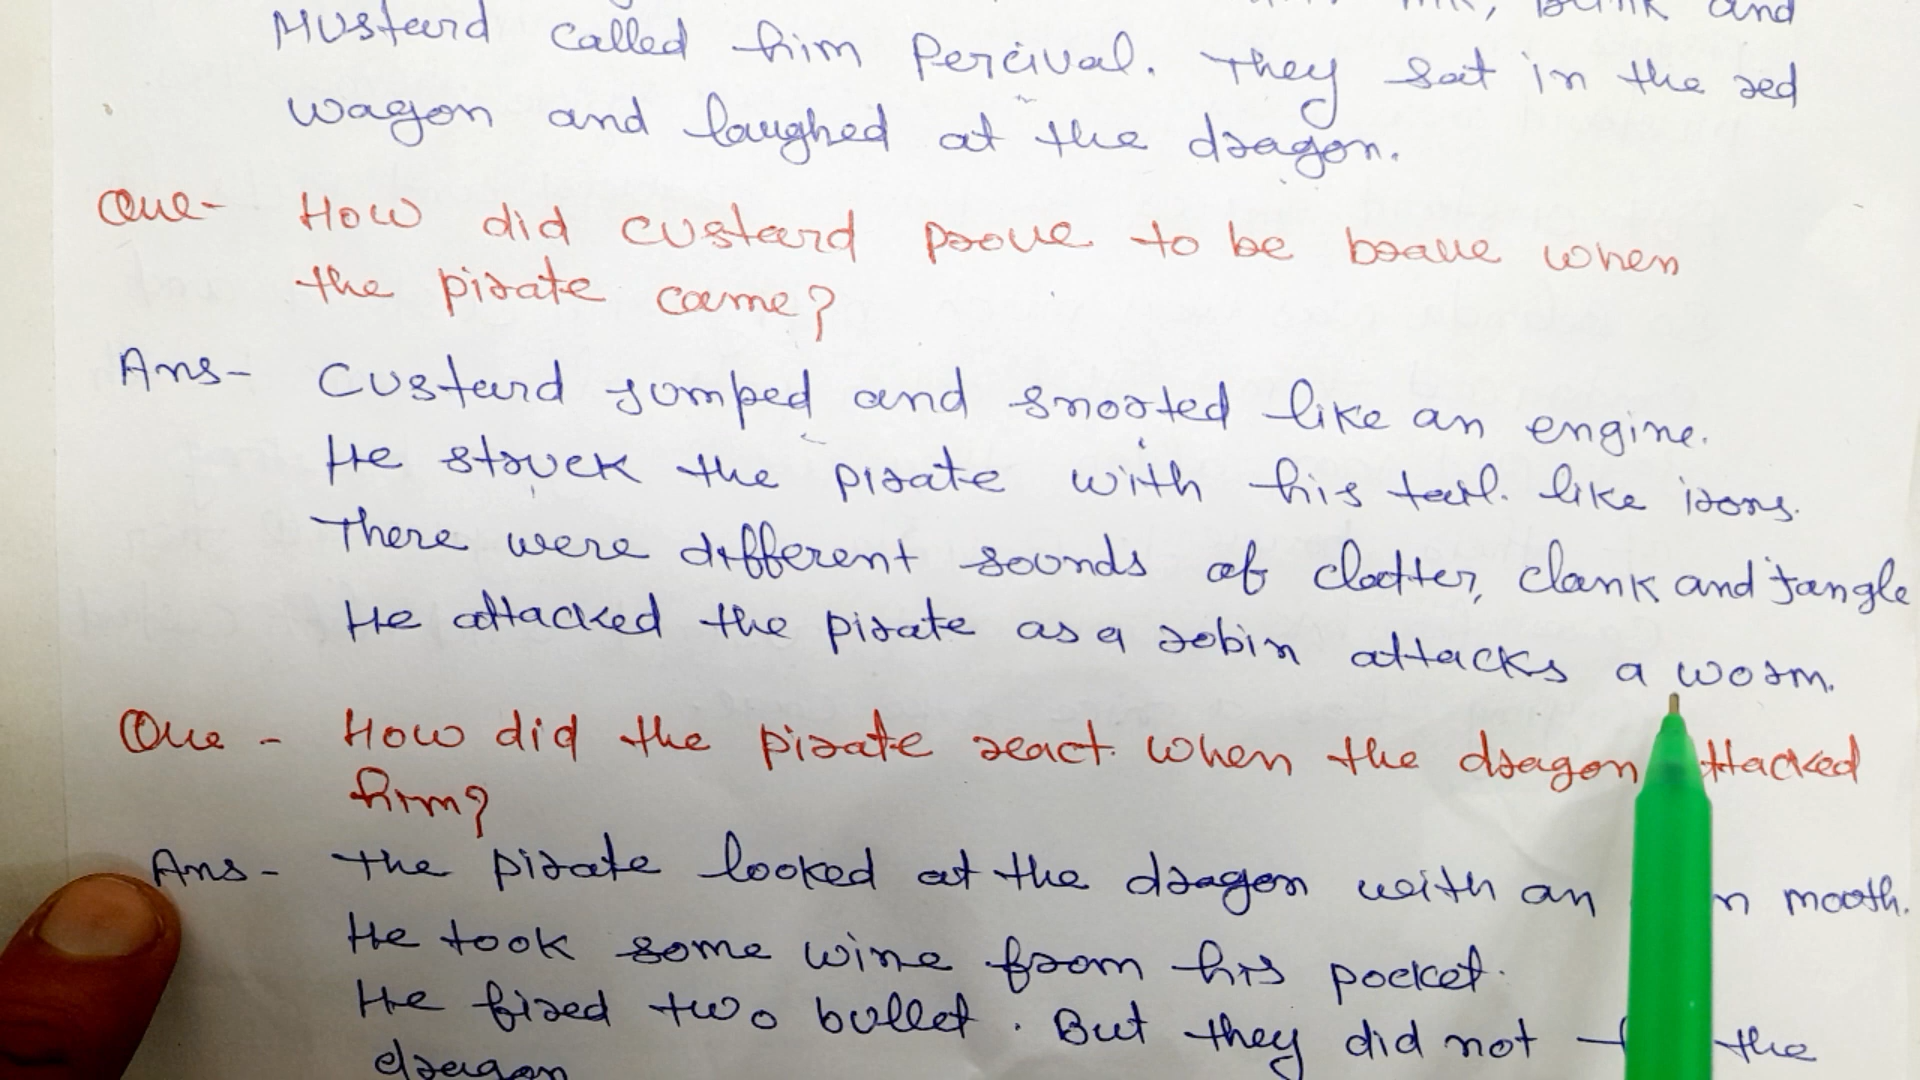 Blink and
Mustard called him Percival. They sat in the red
wagon and laughed at the dragon.
Que- How did custard prove to be brave when
the pirate came?
Ans- Custard jumped and snorted like an engine.
He struck the pirate with his tail. like irons.
There were different sounds of clatter, clank and jangle
He attacked the pirate as a robin attacks a worm.
Que - How did the pirate react. when the dragon ttacked
him?
Ans- The pirate looked at the dragon with an n mouth.
He took some wine from his pocket.
He fired two bullet. But they did not the
dragon